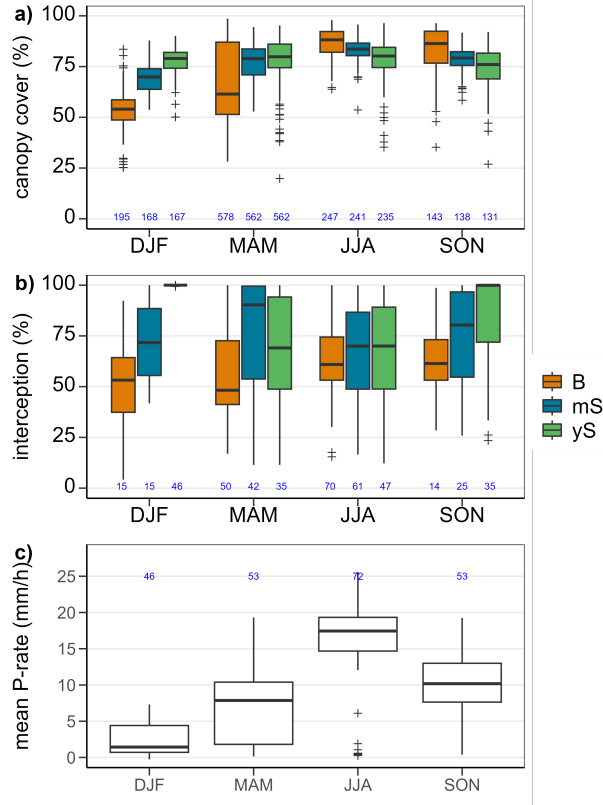 a)
canopy cover (%)
100
75
50
25
0
195 168 167 578 562 562 247 241 235 143 138 131
DJF MAM JJA SON
b)
interception (%)
100
75
50
25
0
15 15 46 50 42 35 70 61 47 14 25 35
DJF MAM JJA SON
B
mS
yS
c)
mean P-rate (mm/h)
25
20
15
10
5
0
46 53 72 53
DJF MAM JJA SON